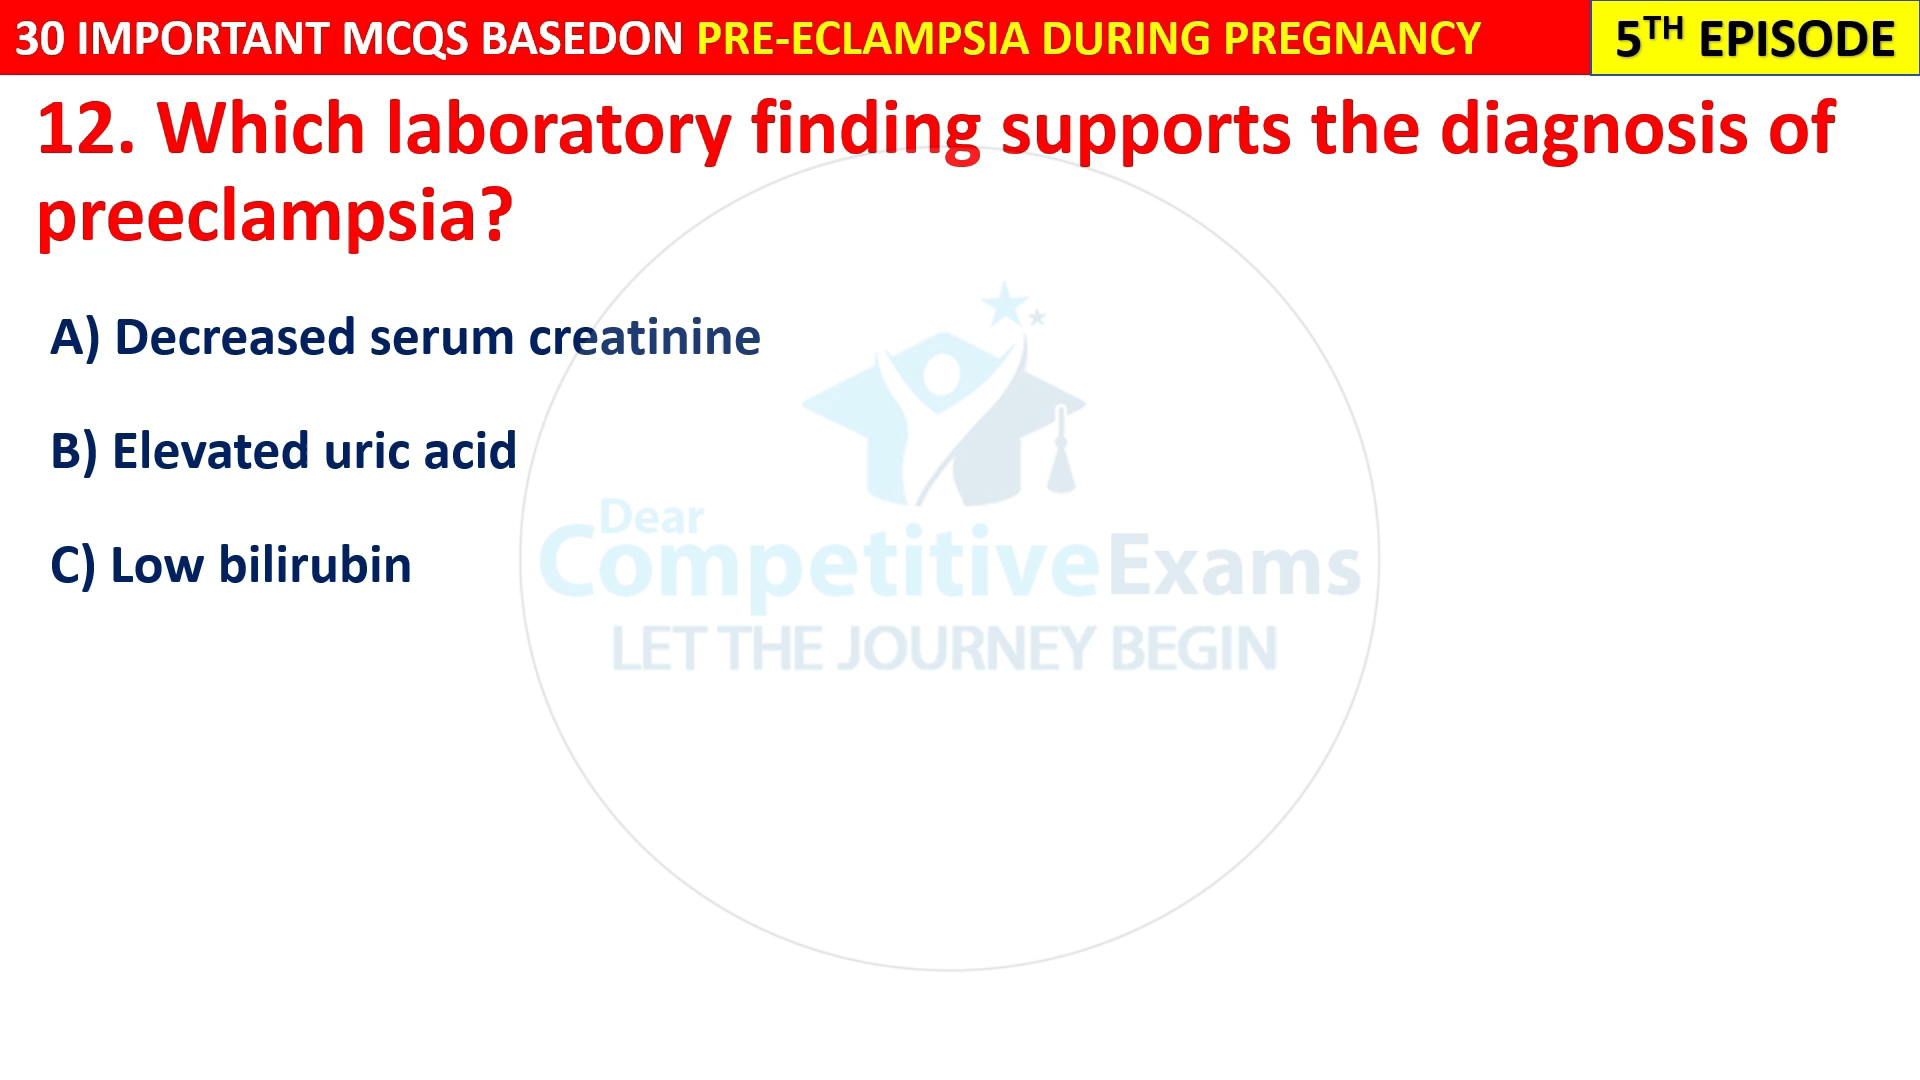 30 IMPORTANT MCQS BASEDON PRE-ECLAMPSIA DURING PREGNANCY
5TH EPISODE
12. Which laboratory finding supports the diagnosis of
preeclampsia?
A) Decreased serum creatinine
B) Elevated uric acid
C) Low bilirubin
Dear
CompetitiveExams
LET THE JOURNEY BEGIN